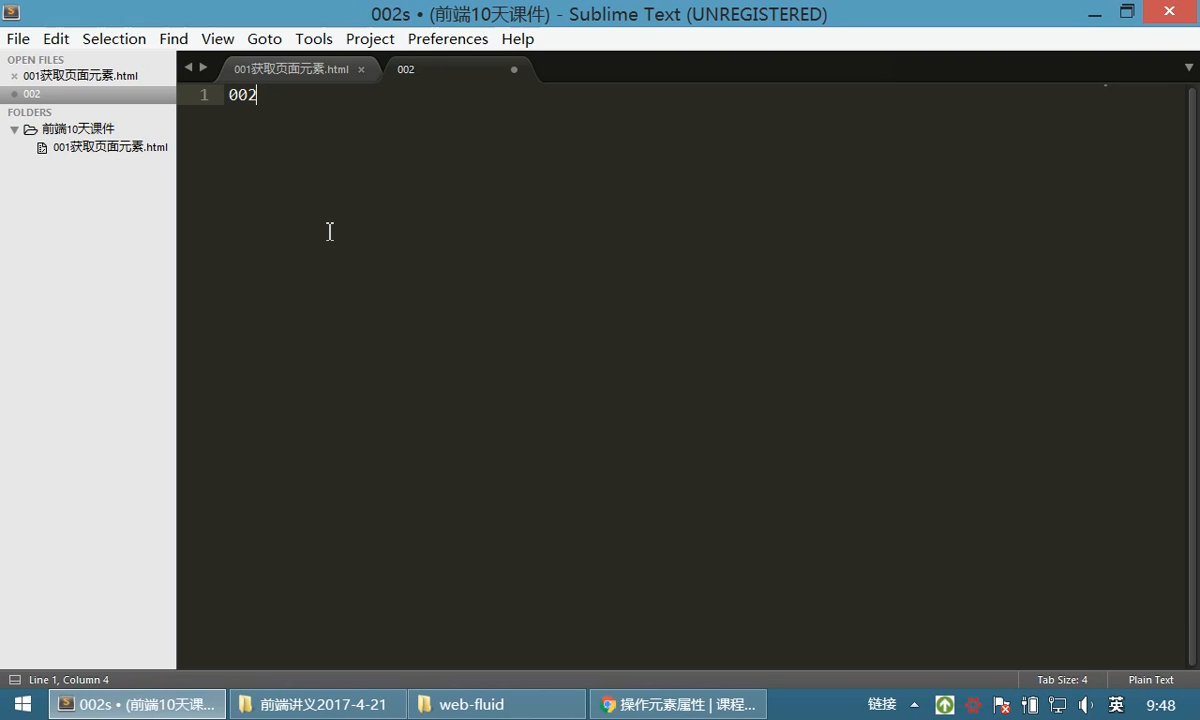 002s • (前端10天课件) - Sublime Text (UNREGISTERED)
File Edit Selection Find View Goto Tools Project Preferences Help
OPEN FILES
001获取页面元素.html
002
FOLDERS
前端10天课件
001获取页面元素.html
001获取页面元素.html
002
1 002
Line 1, Column 4
Tab Size: 4
Plain Text
002s • (前端10天课...
前端讲义2017-4-21
web-fluid
操作元素属性 | 课程...
链接
英
9:48